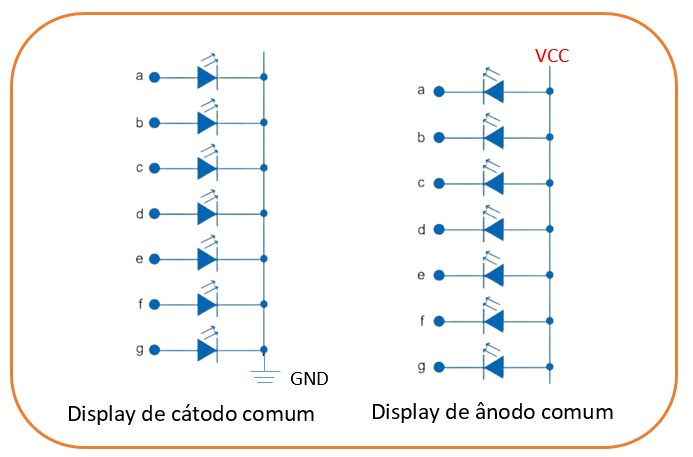 a
b
c
d
e
f
g
GND
Display de cátodo comum
VCC
a
b
c
d
e
f
g
Display de ânodo comum